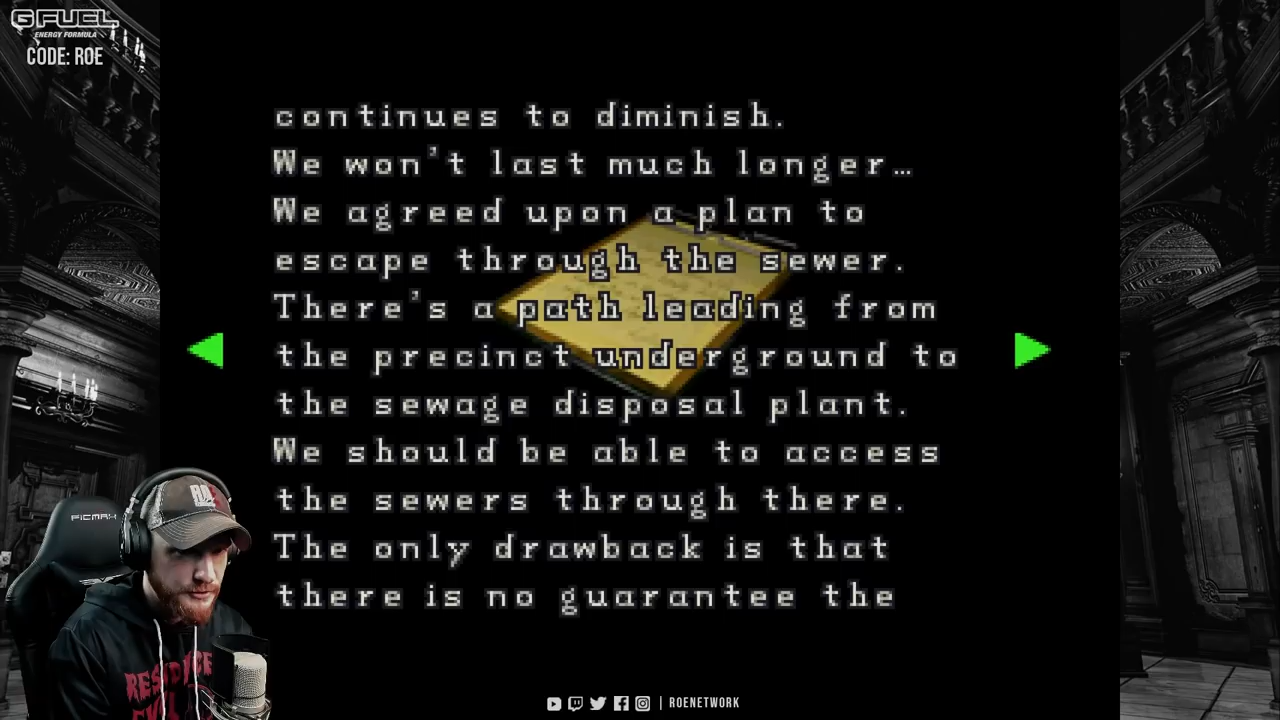 G FUEL
ENERGY FORMULA
CODE: ROE
continues to diminish.
We won't last much longer…
We agreed upon a plan to
escape through the sewer.
There's a path leading from
the precinct underground to
the sewage disposal plant.
We should be able to access
the sewers through there.
The only drawback is that
there is no guarantee the
FICMAX
| ROENETWORK